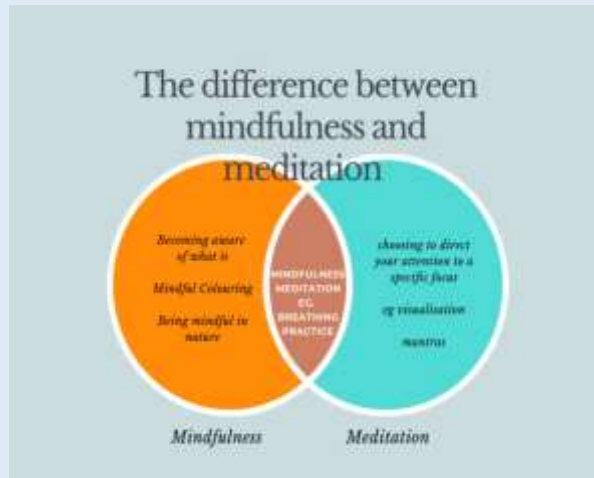 The difference between
mindfulness and
meditation
Becoming aware
of what is
Mindful Colouring
Being mindful in
nature
MINDFULNESS
MEDITATION
EG
BREATHING
PRACTICE
choosing to direct
your attention to a
specific focus
eg visualisation
mantras
Mindfulness
Meditation